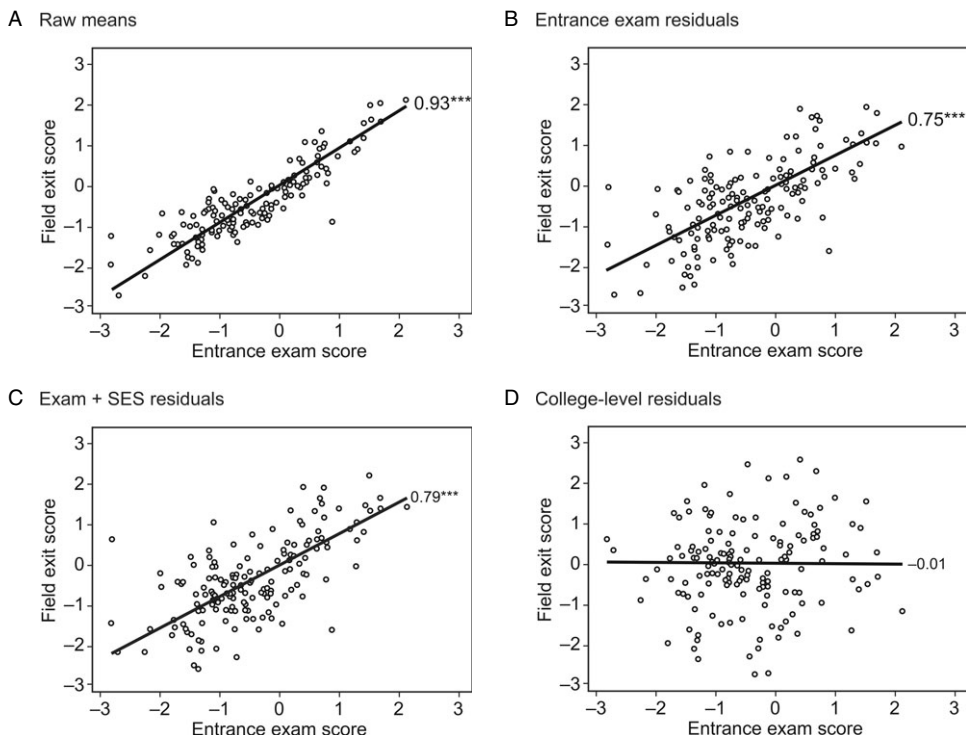 A Raw means
3
2
1
0
–1
–2
–3
Field exit score
0.93***
–3 –2 –1 0 1 2 3
Entrance exam score
B Entrance exam residuals
3
2
1
0
–1
–2
–3
Field exit score
0.75***
–3 –2 –1 0 1 2 3
Entrance exam score
C Exam + SES residuals
3
2
1
0
–1
–2
–3
Field exit score
0.79***
–3 –2 –1 0 1 2 3
Entrance exam score
D College-level residuals
3
2
1
0
–1
–2
–3
Field exit score
–0.01
–3 –2 –1 0 1 2 3
Entrance exam score